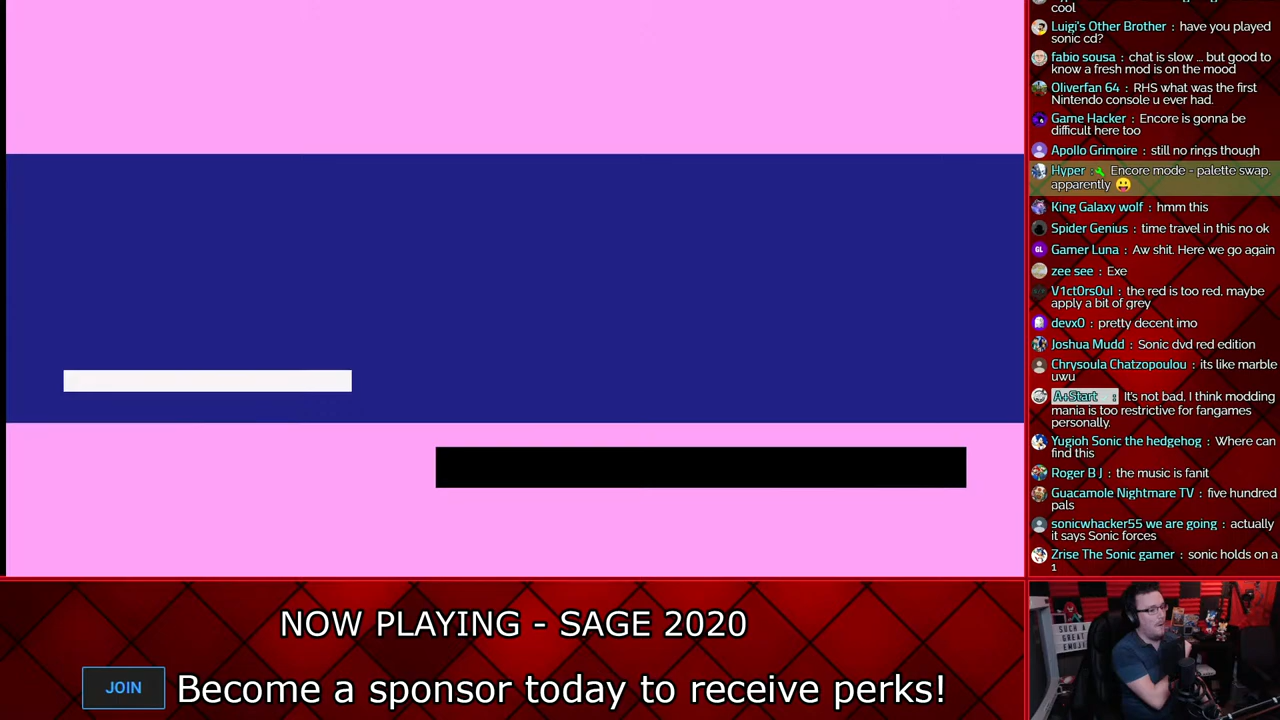 cool
Luigi's Other Brother : have you played
sonic cd?
fabio sousa : chat is slow ... but good to
know a fresh mod is on the mood
Oliverfan 64 : RHS what was the first
Nintendo console u ever had.
Game Hacker : Encore is gonna be
difficult here too
Apollo Grimoire : still no rings though
Hyper : Encore mode - palette swap,
apparently 😛
King Galaxy wolf : hmm this
Spider Genius : time travel in this no ok
GL Gamer Luna : Aw shit. Here we go again
zee see : Exe
V1ct0rs0ul : the red is too red, maybe
apply a bit of grey
devx0 : pretty decent imo
Joshua Mudd : Sonic dvd red edition
Chrysoula Chatzopoulou : its like marble
uwu
A+Start : It's not bad, I think modding
mania is too restrictive for fangames
personally.
Yugioh Sonic the hedgehog : Where can
find this
Roger B J : the music is fanit
Guacamole Nightmare TV : five hundred
pals
sonicwhacker55 we are going : actually
it says Sonic forces
Zrise The Sonic gamer : sonic holds on a
1
SUCH A
GREAT
EMOJI
NOW PLAYING - SAGE 2020
JOIN Become a sponsor today to receive perks!